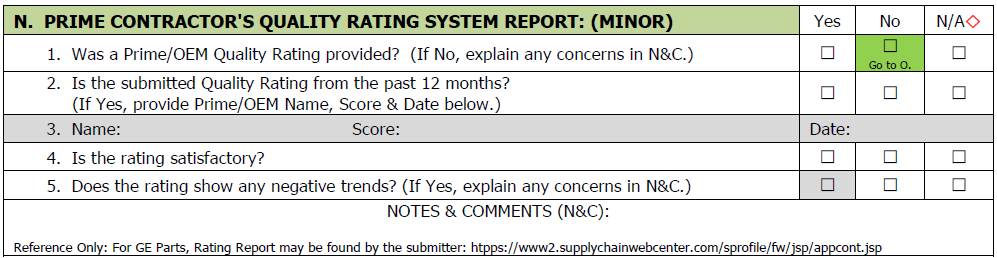 N. PRIME CONTRACTOR'S QUALITY RATING SYSTEM REPORT: (MINOR) Yes No N/A◇
1. Was a Prime/OEM Quality Rating provided? (If No, explain any concerns in N&C.) ☐ ☐ ☐
Go to O.
2. Is the submitted Quality Rating from the past 12 months?
(If Yes, provide Prime/OEM Name, Score & Date below.) ☐ ☐ ☐
3. Name: Score: Date:
4. Is the rating satisfactory? ☐ ☐ ☐
5. Does the rating show any negative trends? (If Yes, explain any concerns in N&C.) ☐ ☐ ☐
NOTES & COMMENTS (N&C):
Reference Only: For GE Parts, Rating Report may be found by the submitter: htpps://www2.supplychainwebcenter.com/sprofile/fw/jsp/appcont.jsp